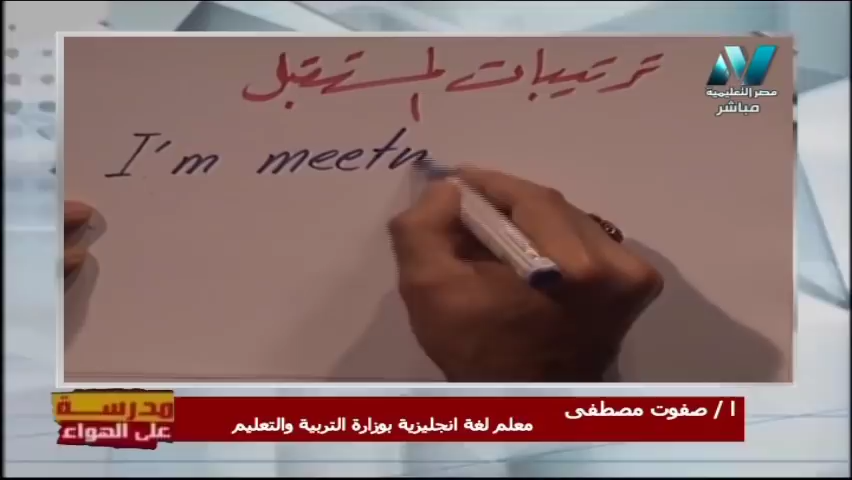 ترتيبات المستقبل
مصر التعليمية
مباشر
I'm meetn
ا / صفوت مصطفى
معلم لغة انجليزية بوزارة التربية والتعليم
مدرسة
على الهواء